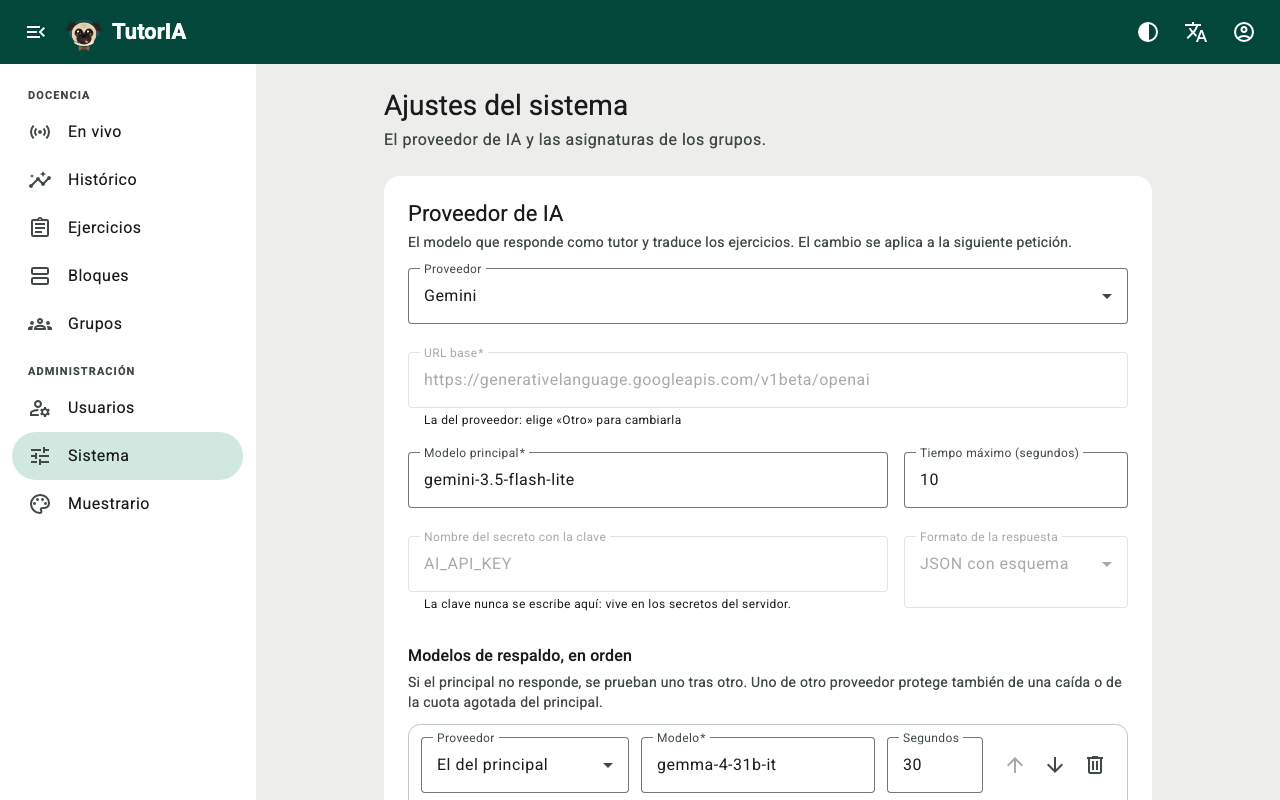 TutorIA
DOCENCIA
En vivo
Histórico
Ejercicios
Bloques
Grupos
ADMINISTRACIÓN
Usuarios
Sistema
Muestrario
Ajustes del sistema
El proveedor de IA y las asignaturas de los grupos.
Proveedor de IA
El modelo que responde como tutor y traduce los ejercicios. El cambio se aplica a la siguiente petición.
Proveedor
Gemini
URL base*
https://generativelanguage.googleapis.com/v1beta/openai
La del proveedor: elige «Otro» para cambiarla
Modelo principal*
gemini-3.5-flash-lite
Tiempo máximo (segundos)
10
Nombre del secreto con la clave
AI_API_KEY
La clave nunca se escribe aquí: vive en los secretos del servidor.
Formato de la respuesta
JSON con esquema
Modelos de respaldo, en orden
Si el principal no responde, se prueban uno tras otro. Uno de otro proveedor protege también de una caída o de
la cuota agotada del principal.
Proveedor
El del principal
Modelo*
gemma-4-31b-it
Segundos
30